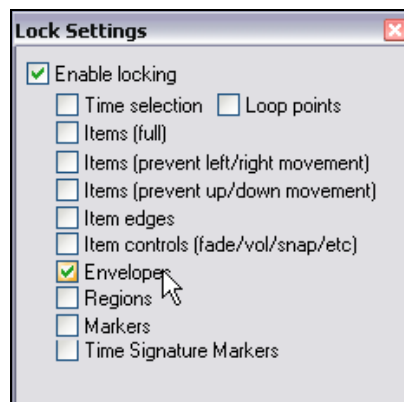 Lock Settings
Enable locking
Time selection Loop points
Items (full)
Items (prevent left/right movement)
Items (prevent up/down movement)
Item edges
Item controls (fade/vol/snap/etc)
Envelopes
Regions
Markers
Time Signature Markers